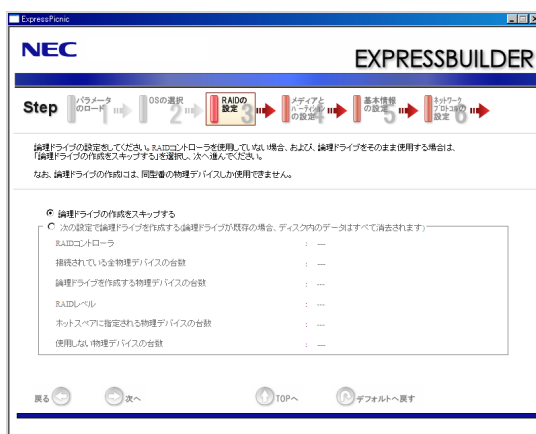 ExpressPicnic
NEC
EXPRESSBUILDER
Step
パラメータのロード 1
OSの選択 2
RAIDの設定 3
メディアとパーティションの設定 4
基本情報の設定 5
ネットワークプロトコルの設定 6
論理ドライブの設定をしてください。RAIDコントローラを使用していない場合、および、論理ドライブをそのまま使用する場合は、
「論理ドライブの作成をスキップする」を選択し、次へ進んでください。
なお、論理ドライブの作成には、同型番の物理デバイスしか使用できません。
論理ドライブの作成をスキップする
次の設定で論理ドライブを作成する(論理ドライブが既存の場合、ディスク内のデータはすべて消去されます)
RAIDコントローラ : ---
接続されている全物理デバイスの台数 : ---
論理ドライブを作成する物理デバイスの台数 : ---
RAIDレベル : ---
ホットスペアに指定される物理デバイスの台数 : ---
使用しない物理デバイスの台数 : ---
戻る 次へ TOPへ デフォルトへ戻す